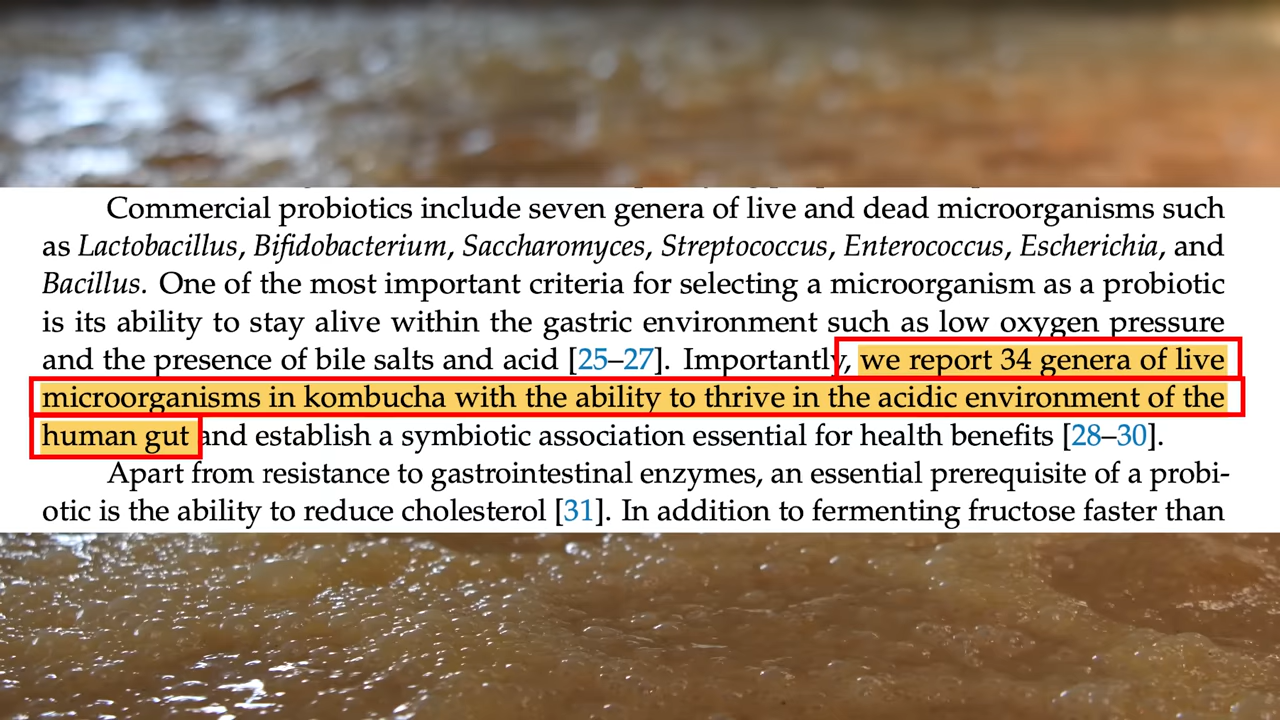 Commercial probiotics include seven genera of live and dead microorganisms such
as Lactobacillus, Bifidobacterium, Saccharomyces, Streptococcus, Enterococcus, Escherichia, and
Bacillus. One of the most important criteria for selecting a microorganism as a probiotic
is its ability to stay alive within the gastric environment such as low oxygen pressure
and the presence of bile salts and acid [25–27]. Importantly, we report 34 genera of live
microorganisms in kombucha with the ability to thrive in the acidic environment of the
human gut and establish a symbiotic association essential for health benefits [28–30].
Apart from resistance to gastrointestinal enzymes, an essential prerequisite of a probi-
otic is the ability to reduce cholesterol [31]. In addition to fermenting fructose faster than